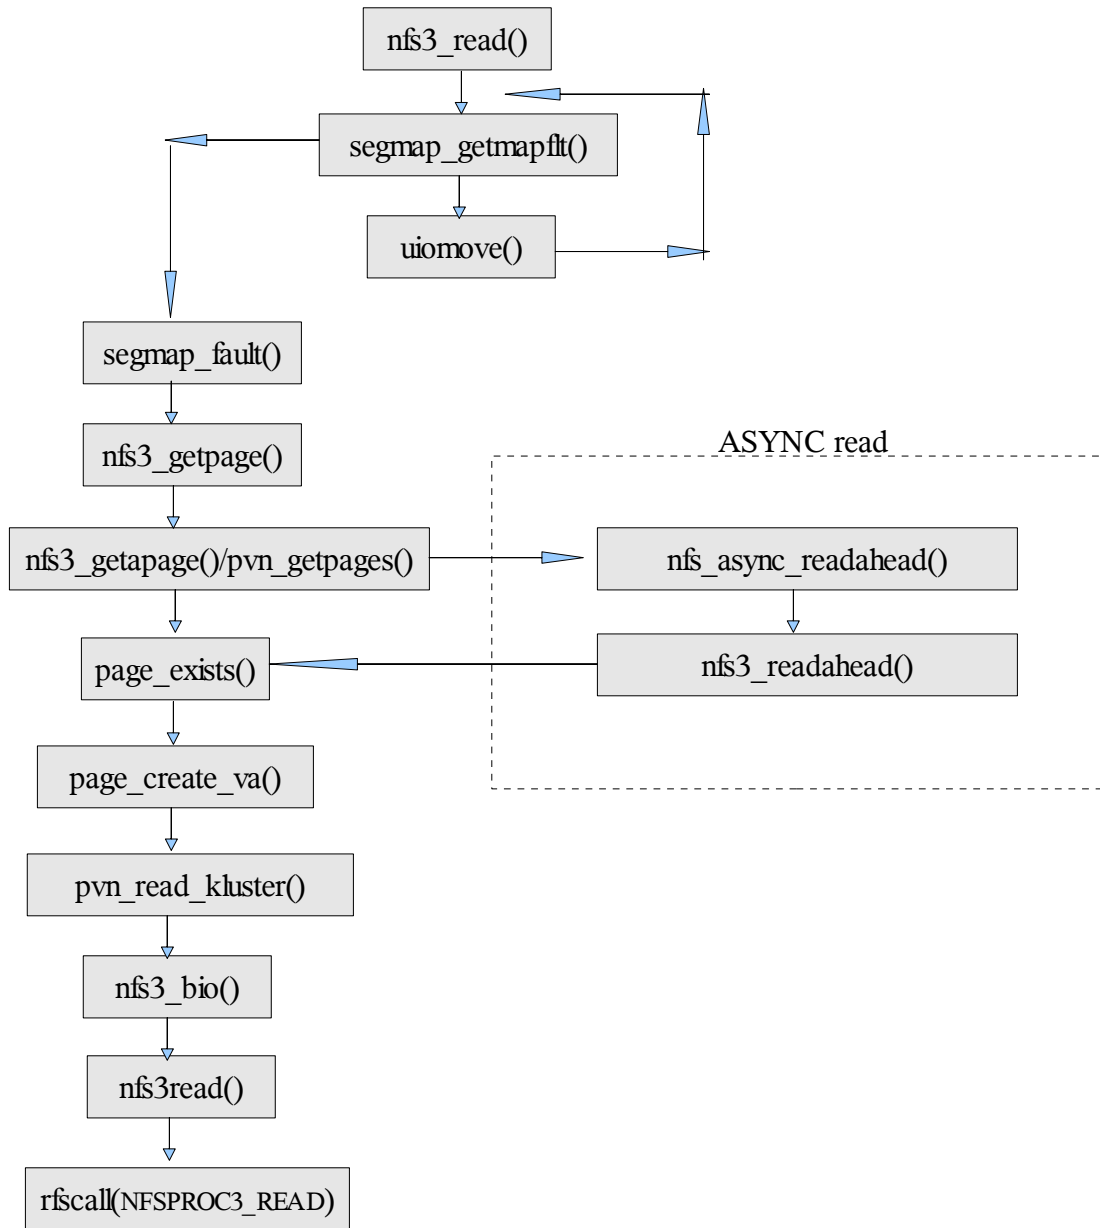 nfs3_read()
segmap_getmapflt()
uiomove()
segmap_fault()
nfs3_getpage()
ASYNC read
nfs3_getapage()/pvn_getpages()
nfs_async_readahead()
page_exists()
nfs3_readahead()
page_create_va()
pvn_read_kluster()
nfs3_bio()
nfs3read()
rfscall(NFSPROC3_READ)